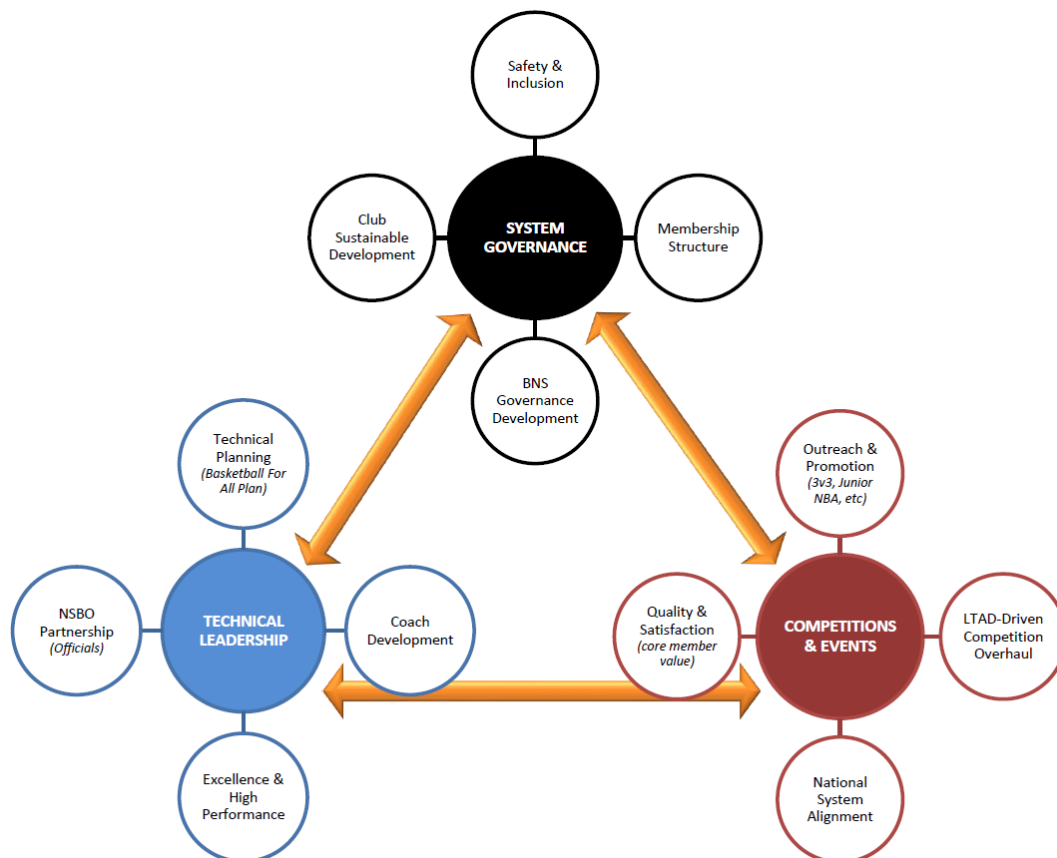 Safety &
Inclusion
Club
Sustainable
Development
SYSTEM
GOVERNANCE
Membership
Structure
BNS
Governance
Development
Technical
Planning
(Basketball For
All Plan)
Outreach &
Promotion
(3v3, Junior
NBA, etc)
NSBO
Partnership
(Officials)
TECHNICAL
LEADERSHIP
Coach
Development
Quality &
Satisfaction
(core member
value)
COMPETITIONS
& EVENTS
LTAD-Driven
Competition
Overhaul
Excellence &
High
Performance
National
System
Alignment